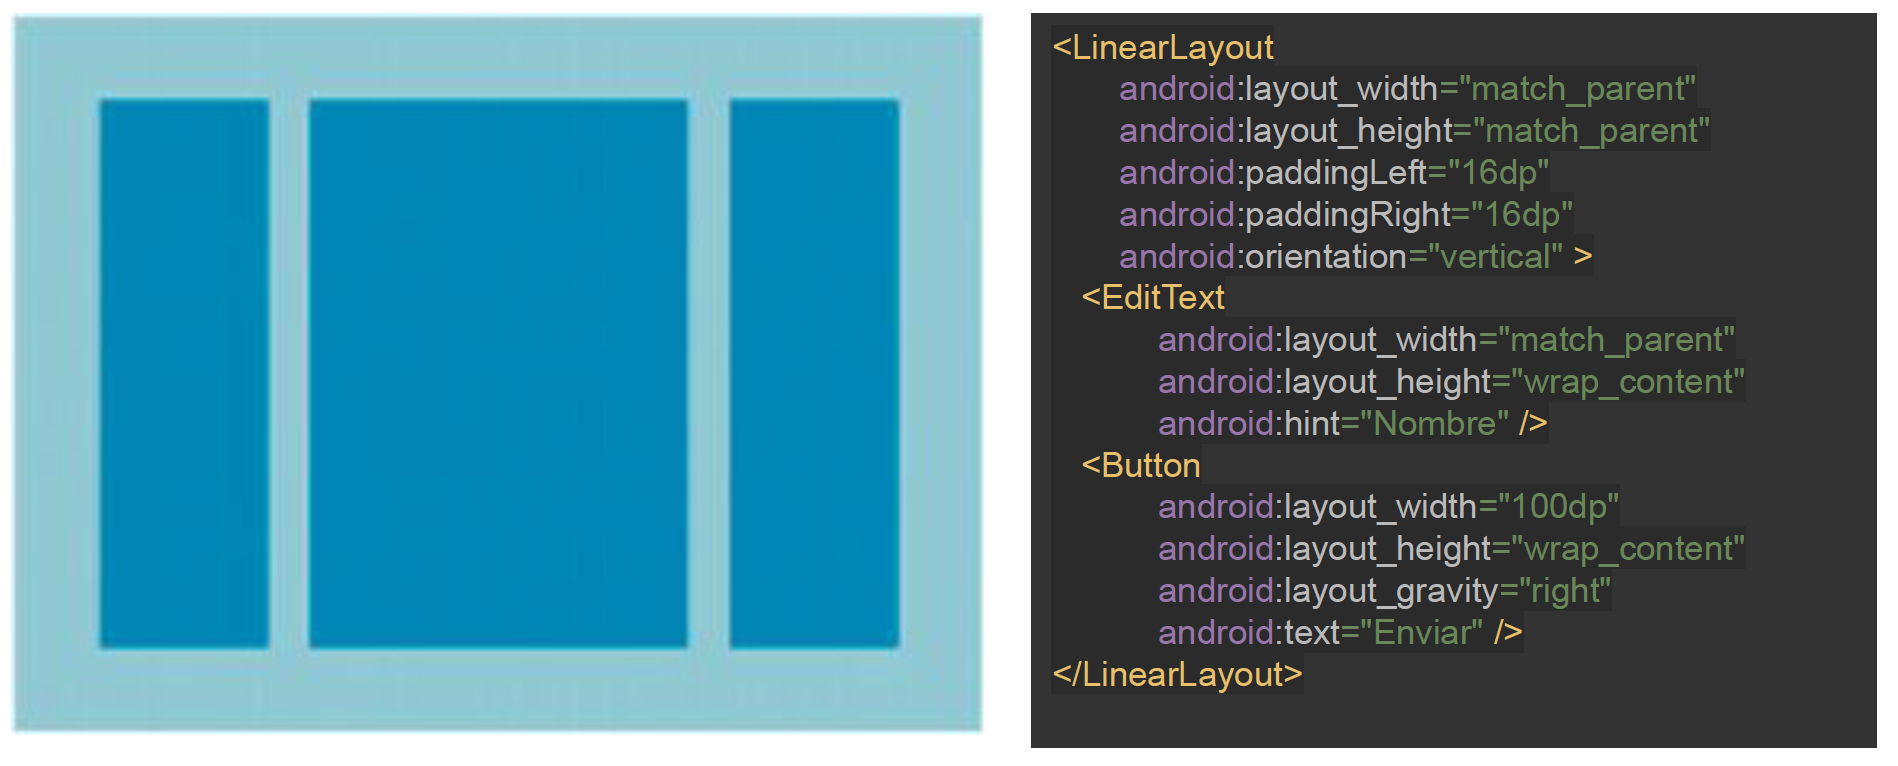 <LinearLayout
android:layout_width="match_parent"
android:layout_height="match_parent"
android:paddingLeft="16dp"
android:paddingRight="16dp"
android:orientation="vertical" >
<EditText
android:layout_width="match_parent"
android:layout_height="wrap_content"
android:hint="Nombre" />
<Button
android:layout_width="100dp"
android:layout_height="wrap_content"
android:layout_gravity="right"
android:text="Enviar" />
</LinearLayout>